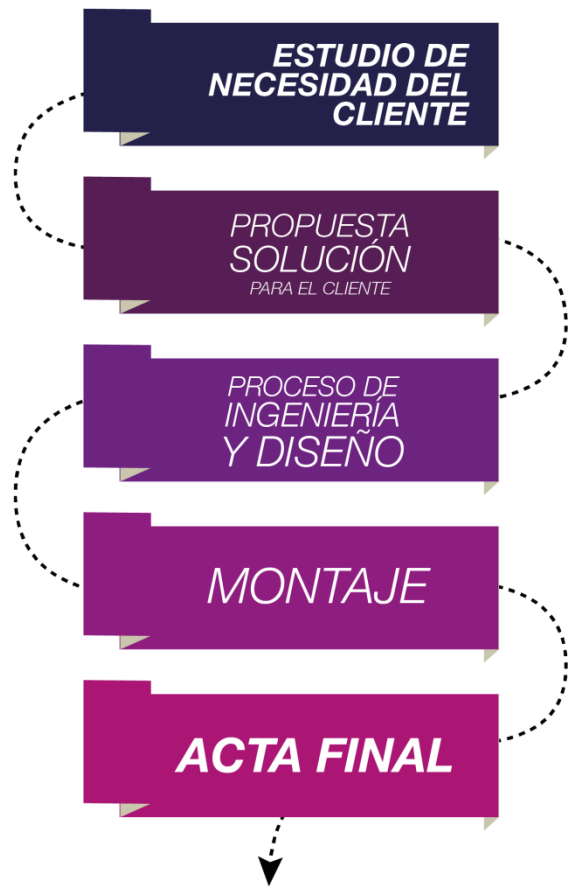 ESTUDIO DE
NECESIDAD DEL
CLIENTE
PROPUESTA
SOLUCIÓN
PARA EL CLIENTE
PROCESO DE
INGENIERÍA
Y DISEÑO
MONTAJE
ACTA FINAL